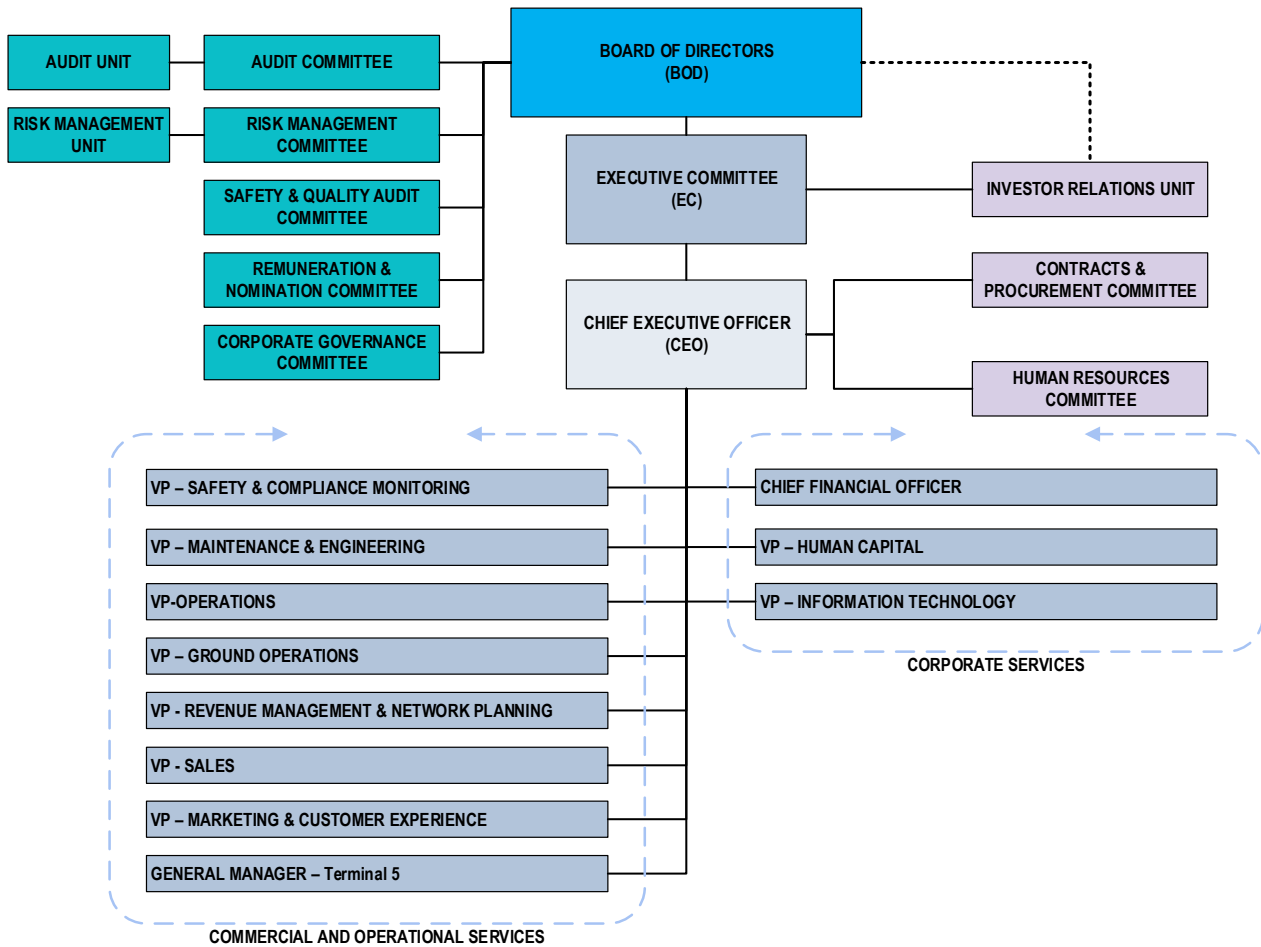 BOARD OF DIRECTORS
(BOD)
AUDIT UNIT
AUDIT COMMITTEE
RISK MANAGEMENT
UNIT
RISK MANAGEMENT
COMMITTEE
SAFETY & QUALITY AUDIT
COMMITTEE
REMUNERATION &
NOMINATION COMMITTEE
CORPORATE GOVERNANCE
COMMITTEE
EXECUTIVE COMMITTEE
(EC)
INVESTOR RELATIONS UNIT
CHIEF EXECUTIVE OFFICER
(CEO)
CONTRACTS &
PROCUREMENT COMMITTEE
HUMAN RESOURCES
COMMITTEE
VP – SAFETY & COMPLIANCE MONITORING
VP – MAINTENANCE & ENGINEERING
VP-OPERATIONS
VP – GROUND OPERATIONS
VP - REVENUE MANAGEMENT & NETWORK PLANNING
VP - SALES
VP – MARKETING & CUSTOMER EXPERIENCE
GENERAL MANAGER – Terminal 5
COMMERCIAL AND OPERATIONAL SERVICES
CHIEF FINANCIAL OFFICER
VP – HUMAN CAPITAL
VP – INFORMATION TECHNOLOGY
CORPORATE SERVICES